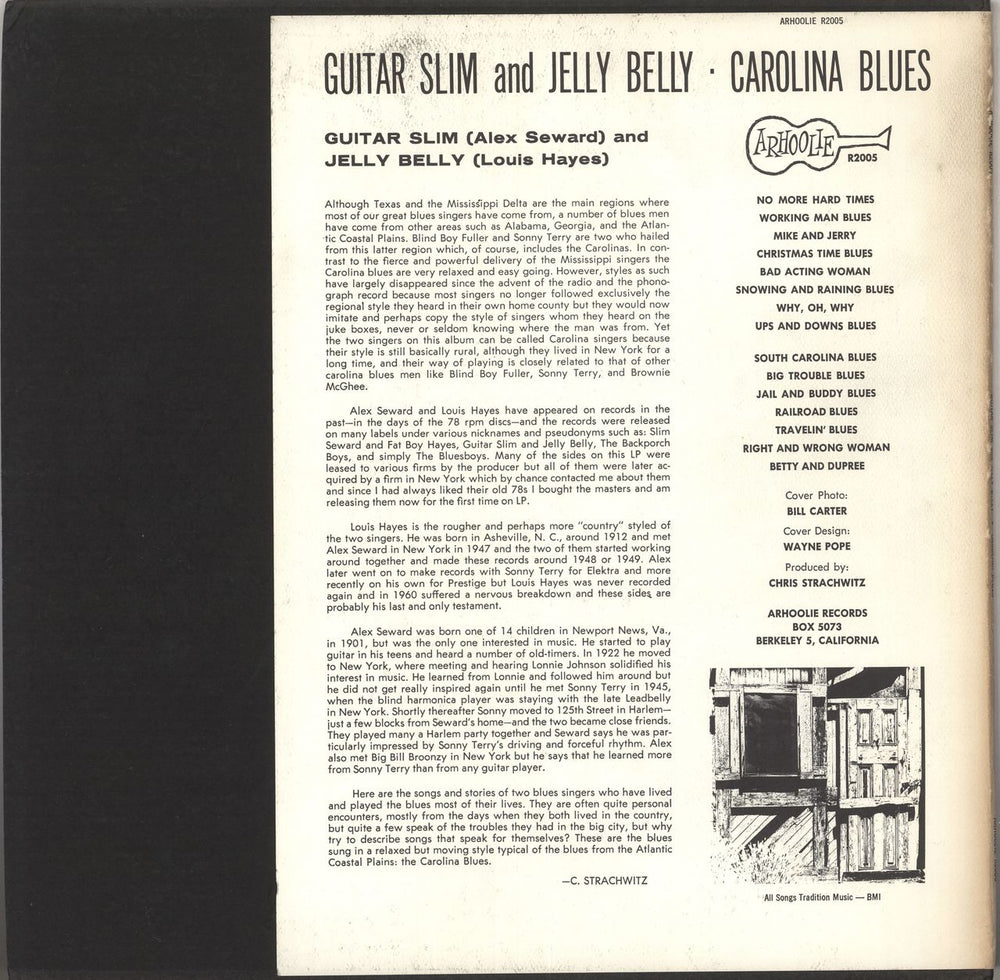 ARHOOLIE R2005
GUITAR SLIM and JELLY BELLY · CAROLINA BLUES
GUITAR SLIM (Alex Seward) and
JELLY BELLY (Louis Hayes)
Although Texas and the Mississippi Delta are the main regions where
most of our great blues singers have come from, a number of blues men
have come from other areas such as Alabama, Georgia, and the Atlan-
tic Coastal Plains. Blind Boy Fuller and Sonny Terry are two who hailed
from this latter region which, of course, includes the Carolinas. In con-
trast to the fierce and powerful delivery of the Mississippi singers the
Carolina blues are very relaxed and easy going. However, styles as such
have largely disappeared since the advent of the radio and the phono-
graph record because most singers no longer followed exclusively the
regional style they heard in their own home county but they would now
imitate and perhaps copy the style of singers whom they heard on the
juke boxes, never or seldom knowing where the man was from. Yet
the two singers on this album can be called Carolina singers because
their style is still basically rural, although they lived in New York for a
long time, and their way of playing is closely related to that of other
carolina blues men like Blind Boy Fuller, Sonny Terry, and Brownie
McGhee.
Alex Seward and Louis Hayes have appeared on records in the
past—in the days of the 78 rpm discs—and the records were released
on many labels under various nicknames and pseudonyms such as: Slim
Seward and Fat Boy Hayes, Guitar Slim and Jelly Belly, The Backporch
Boys, and simply The Bluesboys. Many of the sides on this LP were
leased to various firms by the producer but all of them were later ac-
quired by a firm in New York which by chance contacted me about them
and since I had always liked their old 78s I bought the masters and am
releasing them now for the first time on LP.
Louis Hayes is the rougher and perhaps more "country" styled of
the two singers. He was born in Asheville, N. C., around 1912 and met
Alex Seward in New York in 1947 and the two of them started working
around together and made these records around 1948 or 1949. Alex
later went on to make records with Sonny Terry for Elektra and more
recently on his own for Prestige but Louis Hayes was never recorded
again and in 1960 suffered a nervous breakdown and these sides are
probably his last and only testament.
Alex Seward was born one of 14 children in Newport News, Va.,
in 1901, but was the only one interested in music. He started to play
guitar in his teens and heard a number of old-timers. In 1922 he moved
to New York, where meeting and hearing Lonnie Johnson solidified his
interest in music. He learned from Lonnie and followed him around but
he did not get really inspired again until he met Sonny Terry in 1945,
when the blind harmonica player was staying with the late Leadbelly
in New York. Shortly thereafter Sonny moved to 125th Street in Harlem—
just a few blocks from Seward's home—and the two became close friends.
They played many a Harlem party together and Seward says he was par-
ticularly impressed by Sonny Terry's driving and forceful rhythm. Alex
also met Big Bill Broonzy in New York but he says that he learned more
from Sonny Terry than from any guitar player.
Here are the songs and stories of two blues singers who have lived
and played the blues most of their lives. They are often quite personal
encounters, mostly from the days when they both lived in the country,
but quite a few speak of the troubles they had in the big city, but why
try to describe songs that speak for themselves? These are the blues
sung in a relaxed but moving style typical of the blues from the Atlantic
Coastal Plains: the Carolina Blues.
—C. STRACHWITZ
ARHOOLIE
R2005
NO MORE HARD TIMES
WORKING MAN BLUES
MIKE AND JERRY
CHRISTMAS TIME BLUES
BAD ACTING WOMAN
SNOWING AND RAINING BLUES
WHY, OH, WHY
UPS AND DOWNS BLUES
SOUTH CAROLINA BLUES
BIG TROUBLE BLUES
JAIL AND BUDDY BLUES
RAILROAD BLUES
TRAVELIN' BLUES
RIGHT AND WRONG WOMAN
BETTY AND DUPREE
Cover Photo:
BILL CARTER
Cover Design:
WAYNE POPE
Produced by:
CHRIS STRACHWITZ
ARHOOLIE RECORDS
BOX 5073
BERKELEY 5, CALIFORNIA
All Songs Tradition Music — BMI